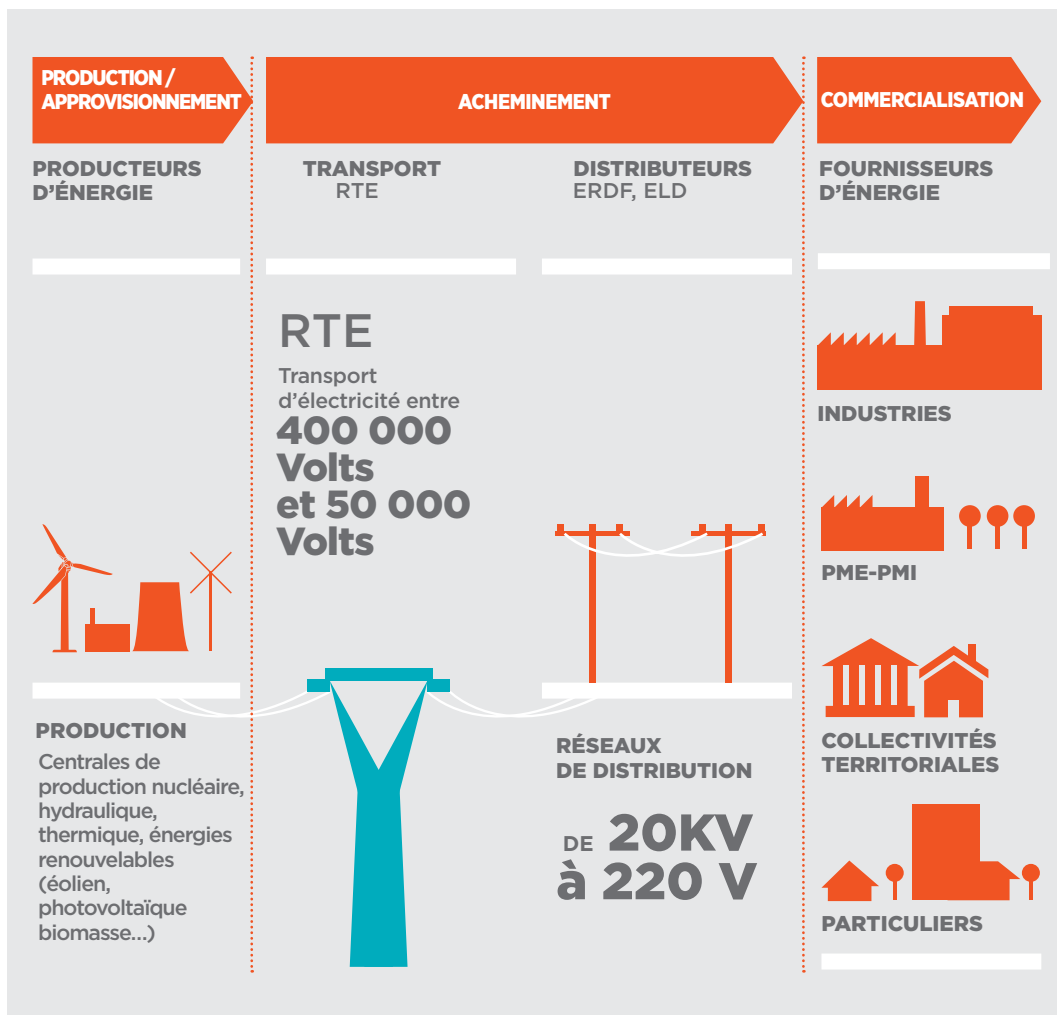 PRODUCTION /
APPROVISIONNEMENT
ACHEMINEMENT
COMMERCIALISATION
PRODUCTEURS
D'ÉNERGIE
TRANSPORT
RTE
DISTRIBUTEURS
ERDF, ELD
FOURNISSEURS
D'ÉNERGIE
RTE
Transport
d'électricité entre
400 000
Volts
et 50 000
Volts
PRODUCTION
Centrales de
production nucléaire,
hydraulique,
thermique, énergies
renouvelables
(éolien,
photovoltaïque
biomasse...)
RÉSEAUX
DE DISTRIBUTION
DE 20KV
à 220 V
INDUSTRIES
PME-PMI
COLLECTIVITÉS
TERRITORIALES
PARTICULIERS